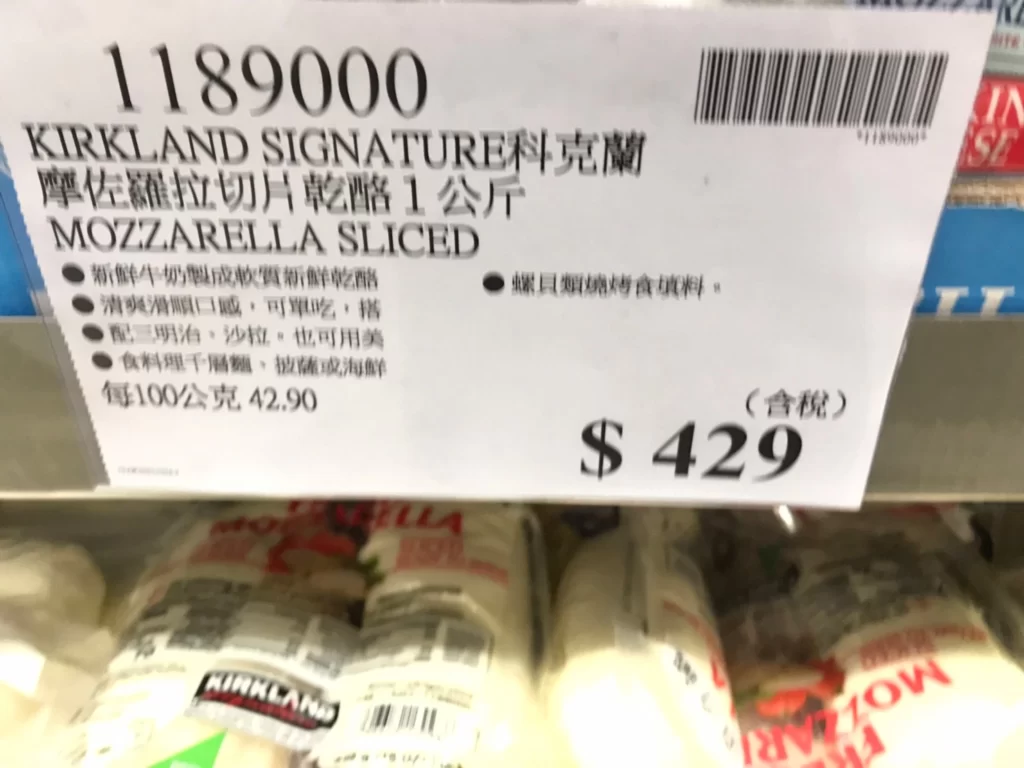 1189000
*1189000*
KIRKLAND SIGNATURE科克蘭
摩佐羅拉切片乾酪 1 公斤
MOZZARELLA SLICED
●新鮮牛奶製成軟質新鮮乾酪
●清爽滑順口感，可單吃，搭
●配三明治、沙拉。也可用美
●食料理千層麵、披薩或海鮮
●螺貝類燒烤食填料。
每100公克 42.90
（含稅）
$ 429
MOZZARELLA
KIRKLAND
MOZZARELLA